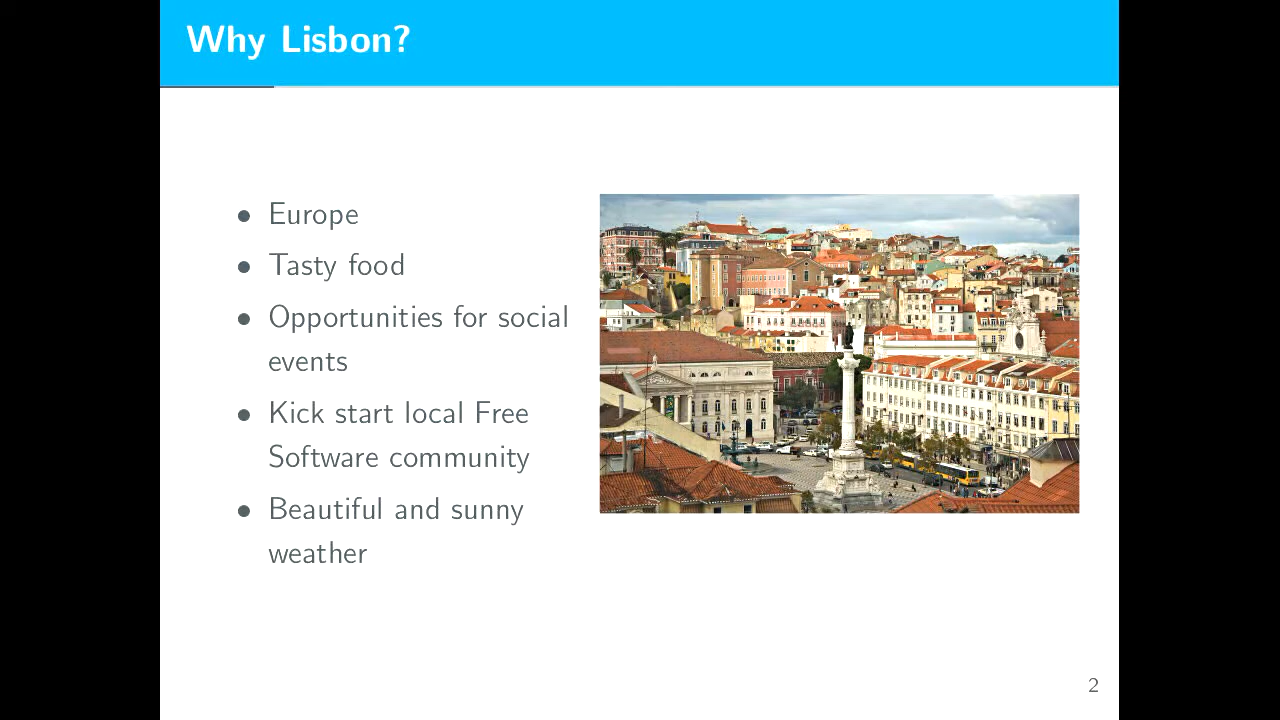 Why Lisbon?
• Europe
• Tasty food
• Opportunities for social
events
• Kick start local Free
Software community
• Beautiful and sunny
weather
2